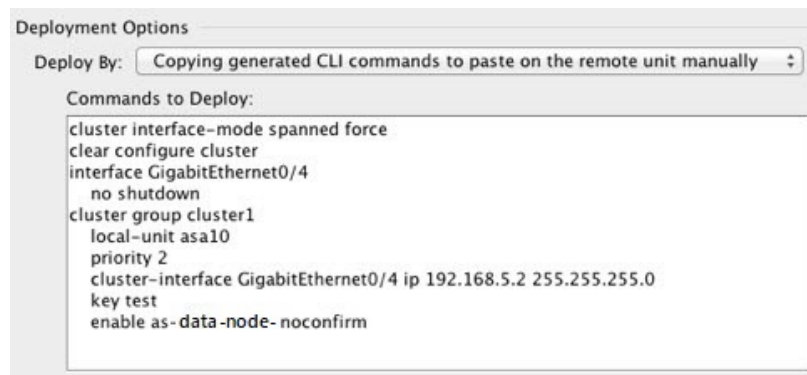 Deployment Options
Deploy By: Copying generated CLI commands to paste on the remote unit manually
Commands to Deploy:
cluster interface-mode spanned force
clear configure cluster
interface GigabitEthernet0/4
no shutdown
cluster group cluster1
local-unit asa10
priority 2
cluster-interface GigabitEthernet0/4 ip 192.168.5.2 255.255.255.0
key test
enable as-data-node-noconfirm